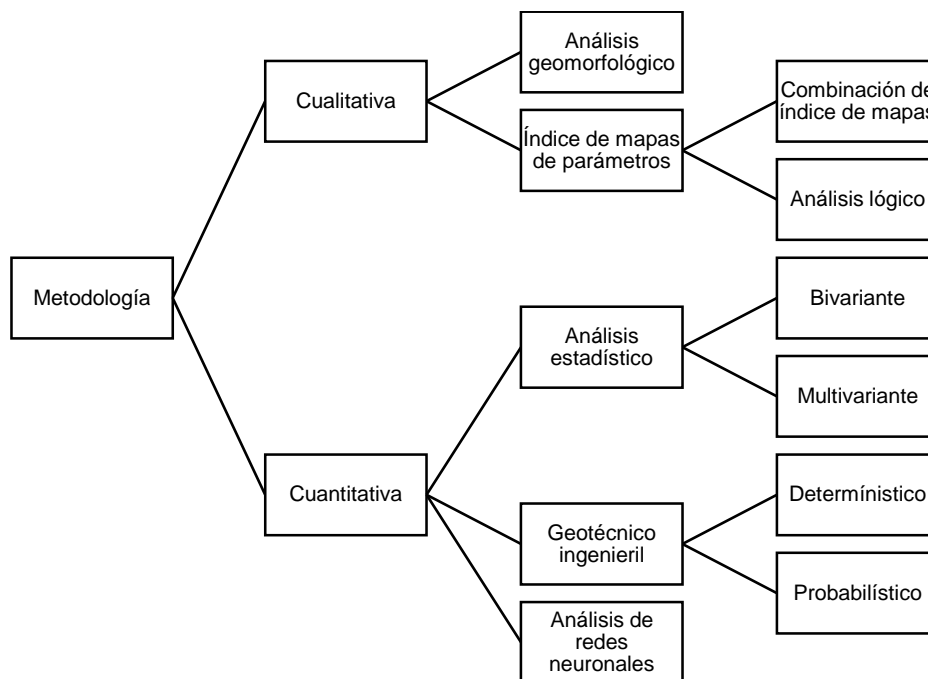 Metodología
Cualitativa
Análisis
geomorfológico
Índice de mapas
de parámetros
Combinación de
índice de mapas
Análisis lógico
Cuantitativa
Análisis
estadístico
Bivariante
Multivariante
Geotécnico
ingenieril
Determínistico
Probabilístico
Análisis de
redes
neuronales